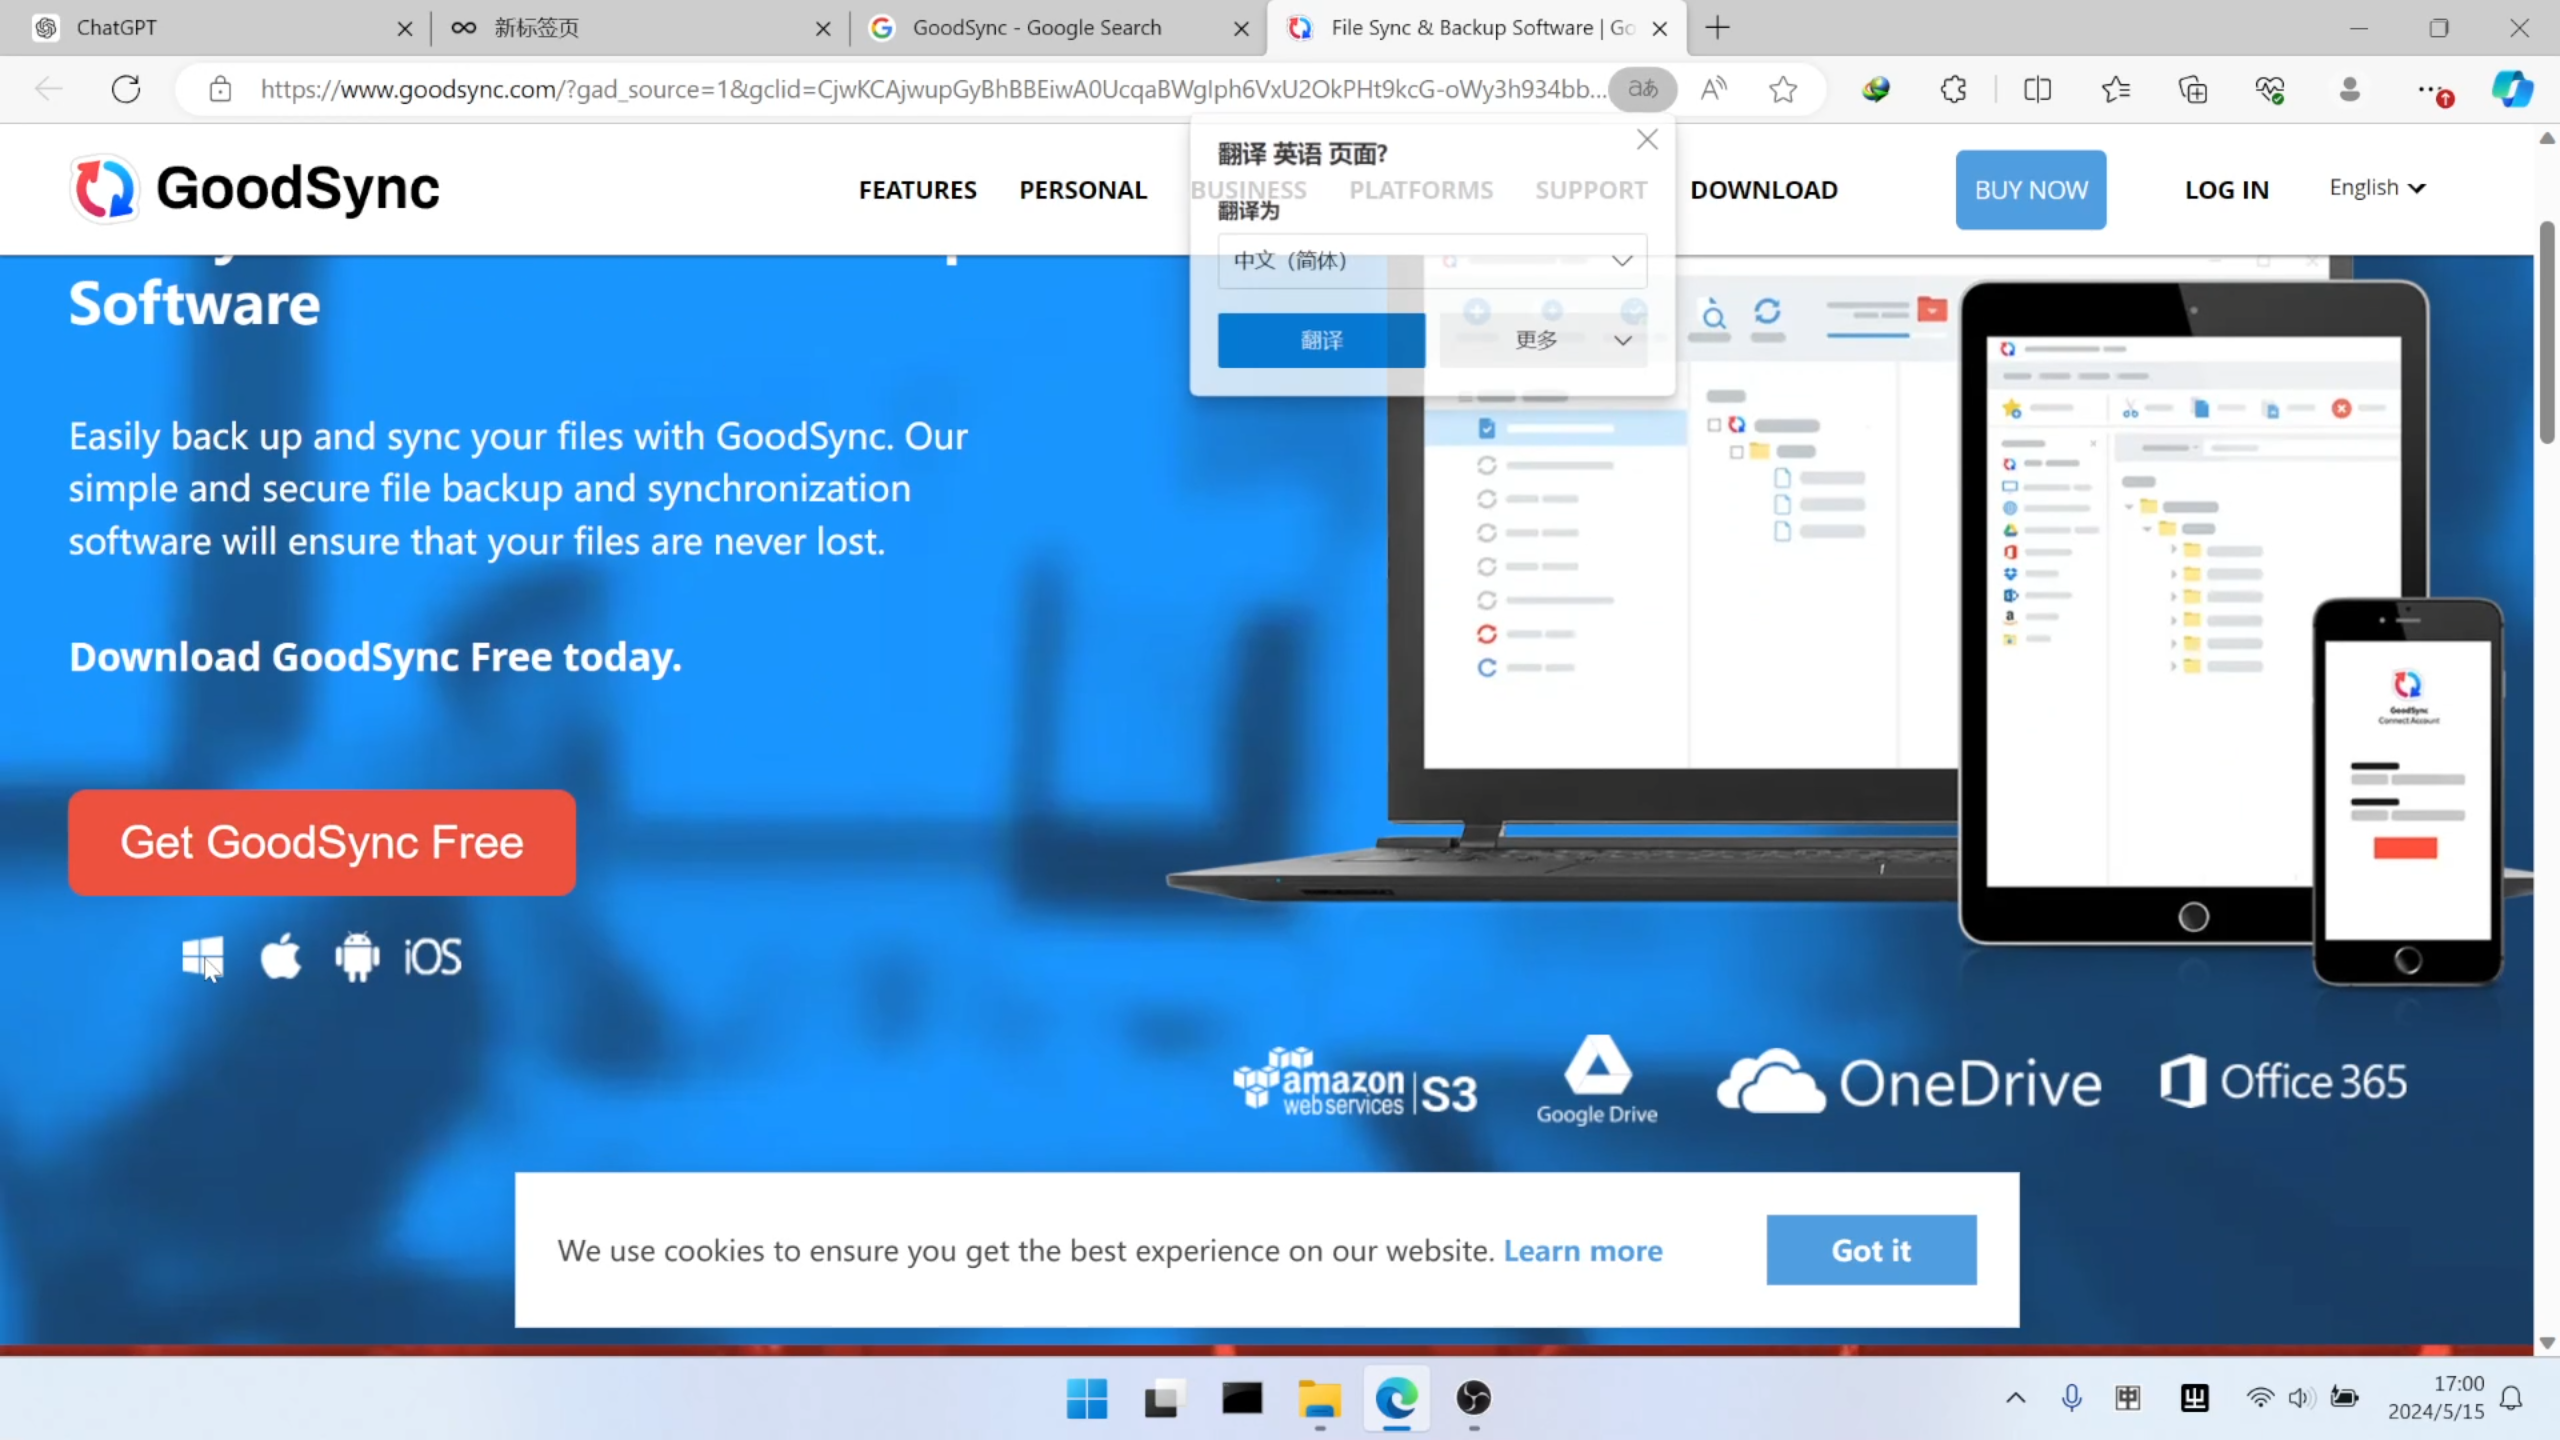 ChatGPT
新标签页
GoodSync - Google Search
File Sync & Backup Software | Go
https://www.goodsync.com/?gad_source=1&gclid=CjwKCAjwupGyBhBBEiwA0UcqaBWgIph6VxU2OkPHt9kcG-oWy3h934bb...
翻译 英语 页面?
翻译为
中文（简体）
翻译
更多
GoodSync
FEATURES
PERSONAL
BUSINESS
PLATFORMS
SUPPORT
DOWNLOAD
BUY NOW
LOG IN
English
Software
Easily back up and sync your files with GoodSync. Our
simple and secure file backup and synchronization
software will ensure that your files are never lost.
Download GoodSync Free today.
Get GoodSync Free
iOS
GoodSync
Connect Account
amazon
webservices
S3
Google Drive
OneDrive
Office 365
We use cookies to ensure you get the best experience on our website. Learn more
Got it
中
17:00
2024/5/15